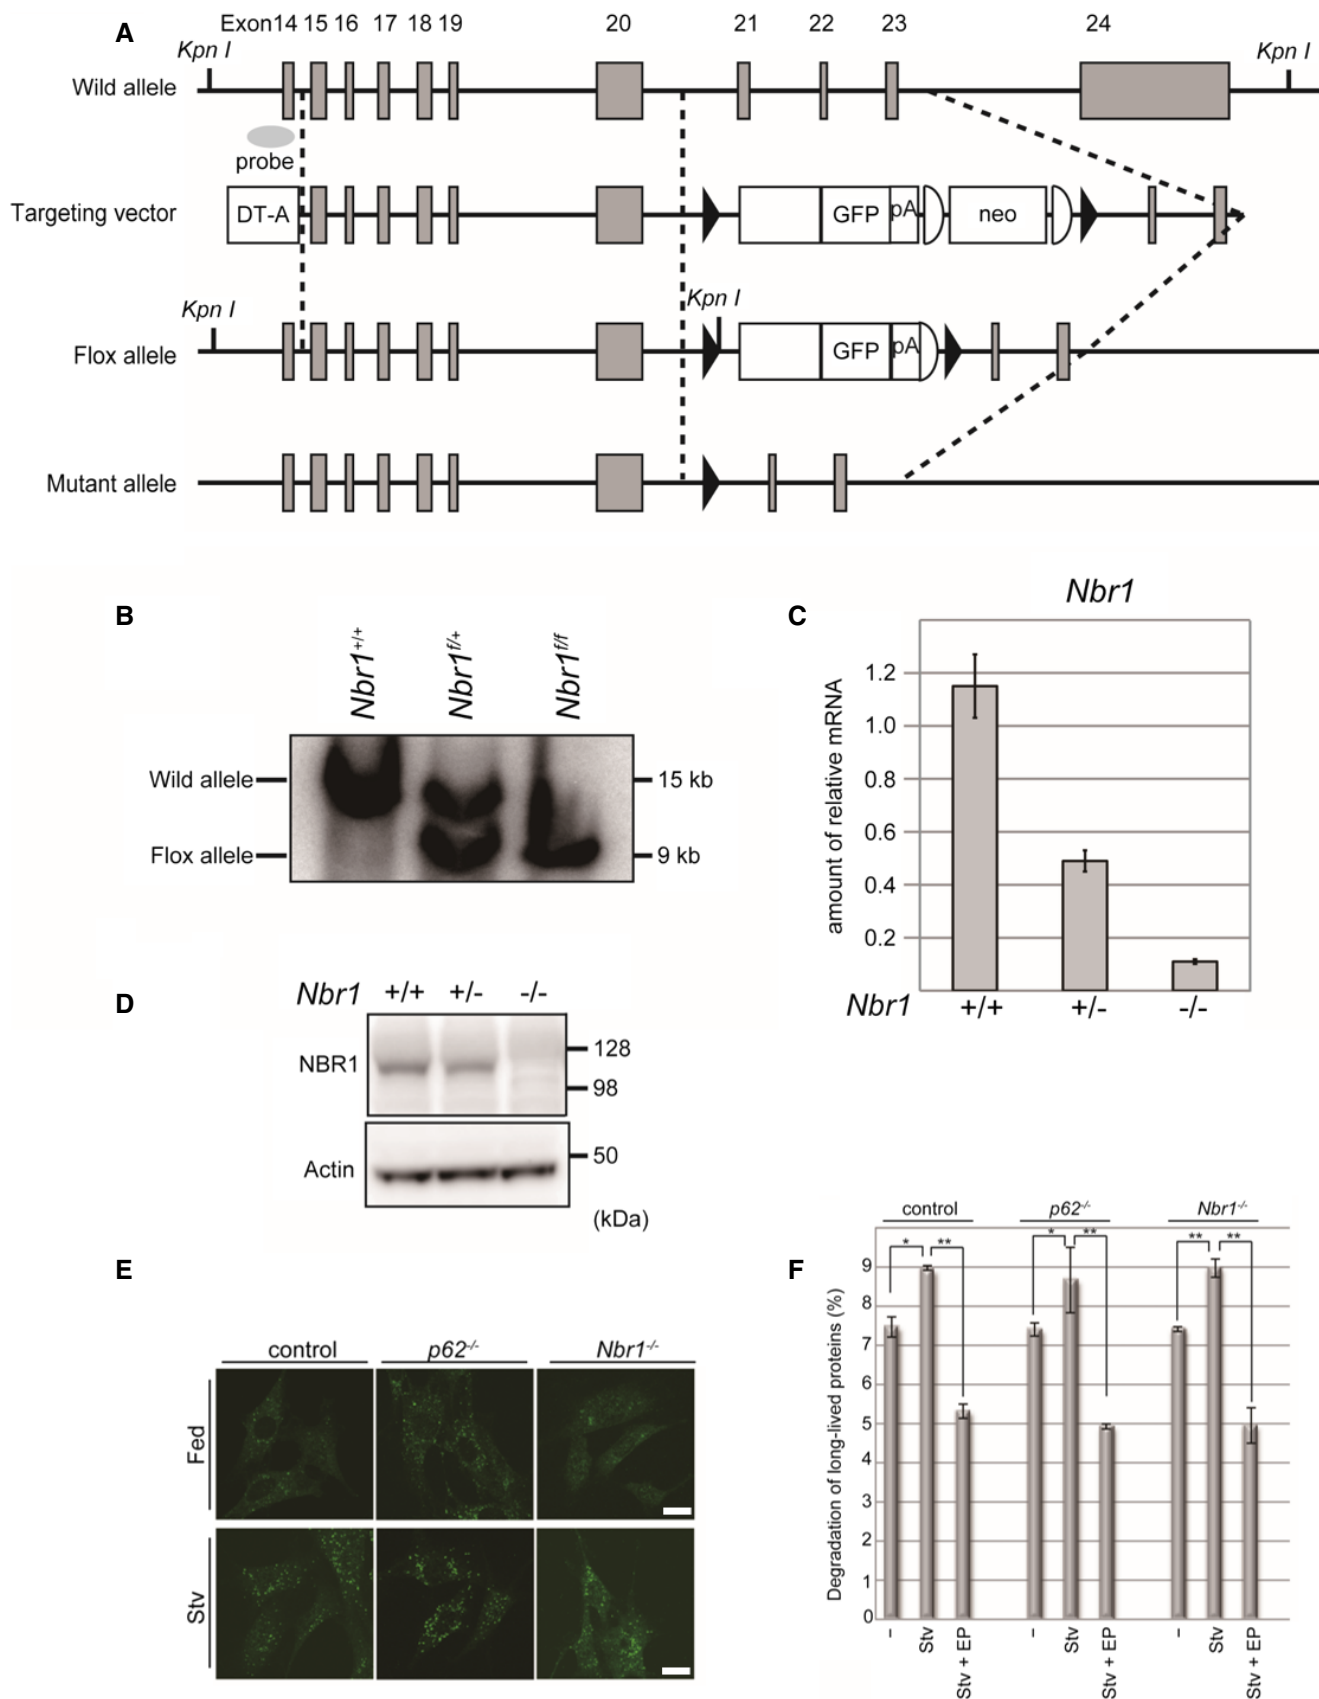 A
Exon14 15 16 17 18 19 20 21 22 23 24
Kpn I
Kpn I
Wild allele
probe
Targeting vector
DT-A
GFP
pA
neo
Kpn I
Kpn I
Flox allele
GFP
pA
Mutant allele
B
Nbr1+/+
Nbr1f/+
Nbr1f/f
Wild allele
15 kb
Flox allele
9 kb
C
Nbr1
amount of relative mRNA
1.2
1.0
0.8
0.6
0.4
0.2
Nbr1 +/+ +/- -/-
D
Nbr1 +/+ +/- -/-
NBR1
128
98
Actin
50
(kDa)
E
control p62-/- Nbr1-/-
Fed
Stv
F
control p62-/- Nbr1-/-
* ** * ** ** **
Degradation of long-lived proteins (%)
9
8
7
6
5
4
3
2
1
0
– Stv Stv + EP – Stv Stv + EP – Stv Stv + EP